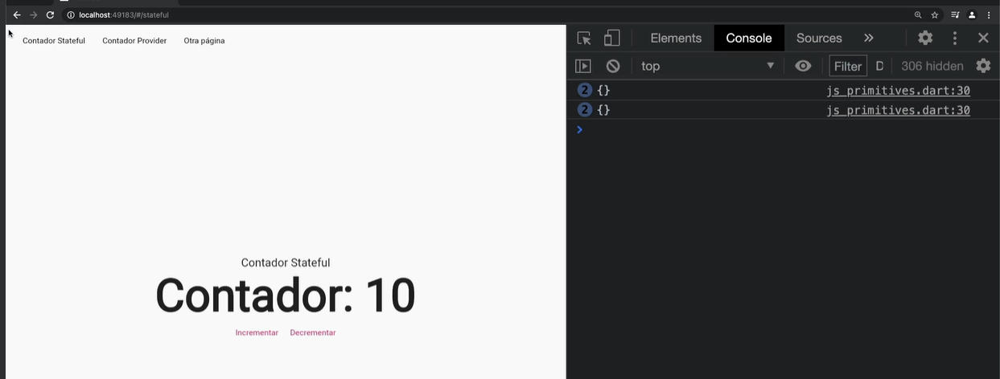 localhost:49183/#/stateful
Contador Stateful Contador Provider Otra página
Elements Console Sources
top Filter D 306 hidden
2 {} js_primitives.dart:30
2 {} js_primitives.dart:30
Contador Stateful
Contador: 10
Incrementar Decrementar